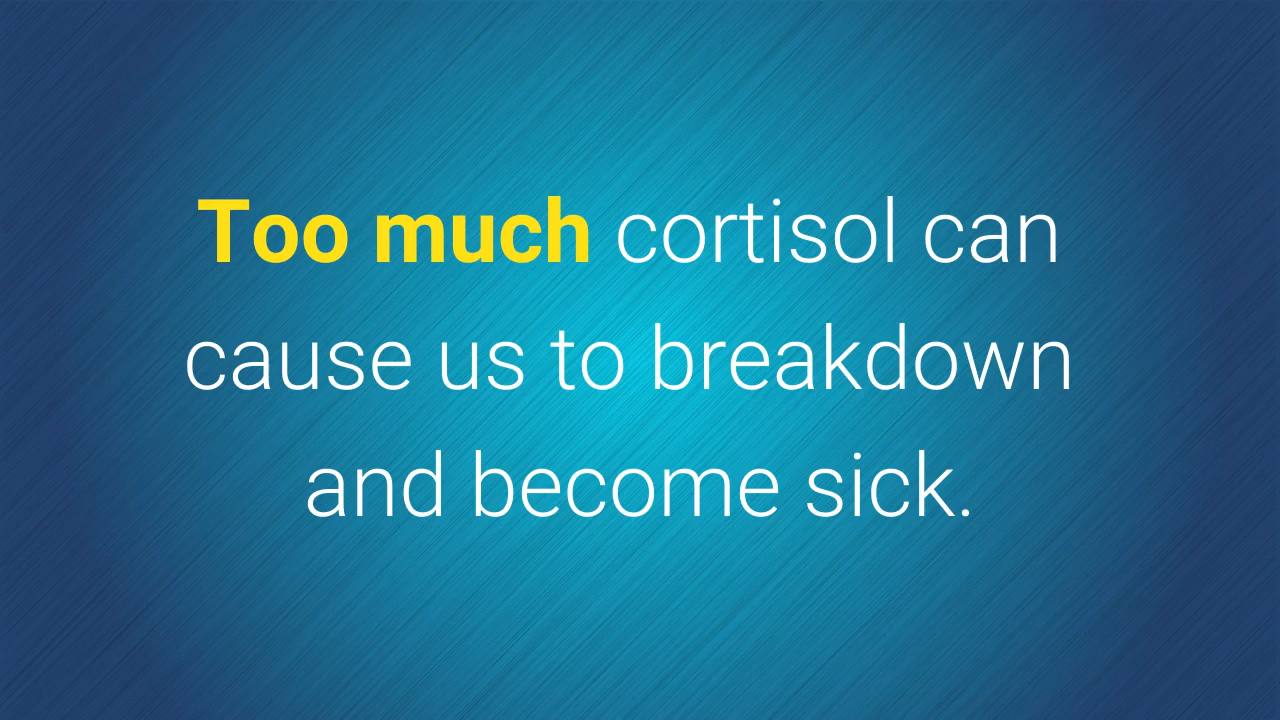 Too much cortisol can
cause us to breakdown
and become sick.